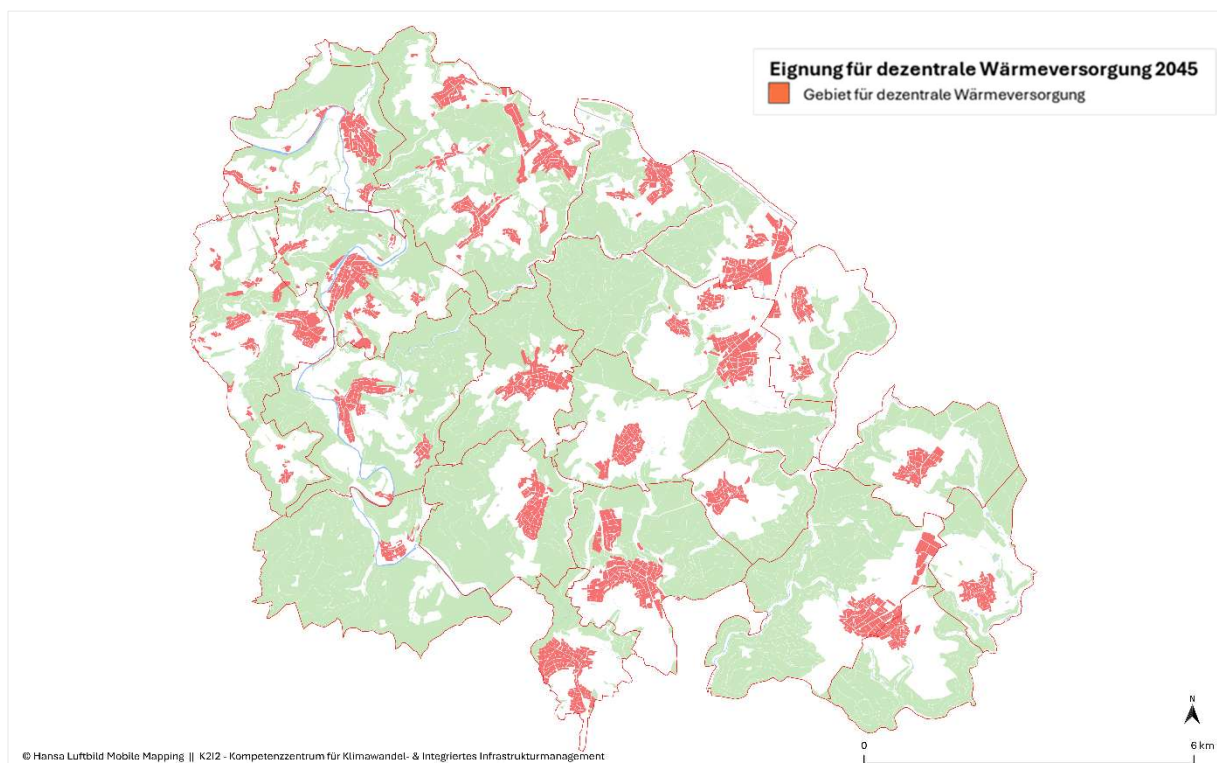 Eignung für dezentrale Wärmeversorgung 2045
Gebiet für dezentrale Wärmeversorgung
N
0 6 km
© Hansa Luftbild Mobile Mapping || K2I2 - Kompetenzzentrum für Klimawandel- & Integriertes Infrastrukturmanagement